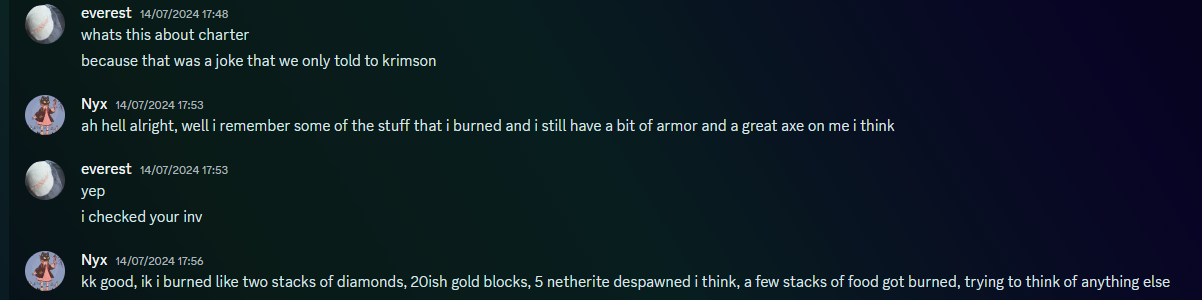 everest 14/07/2024 17:48
whats this about charter
because that was a joke that we only told to krimson
Nyx 14/07/2024 17:53
ah hell alright, well i remember some of the stuff that i burned and i still have a bit of armor and a great axe on me i think
everest 14/07/2024 17:53
yep
i checked your inv
Nyx 14/07/2024 17:56
kk good, ik i burned like two stacks of diamonds, 20ish gold blocks, 5 netherite despawned i think, a few stacks of food got burned, trying to think of anything else